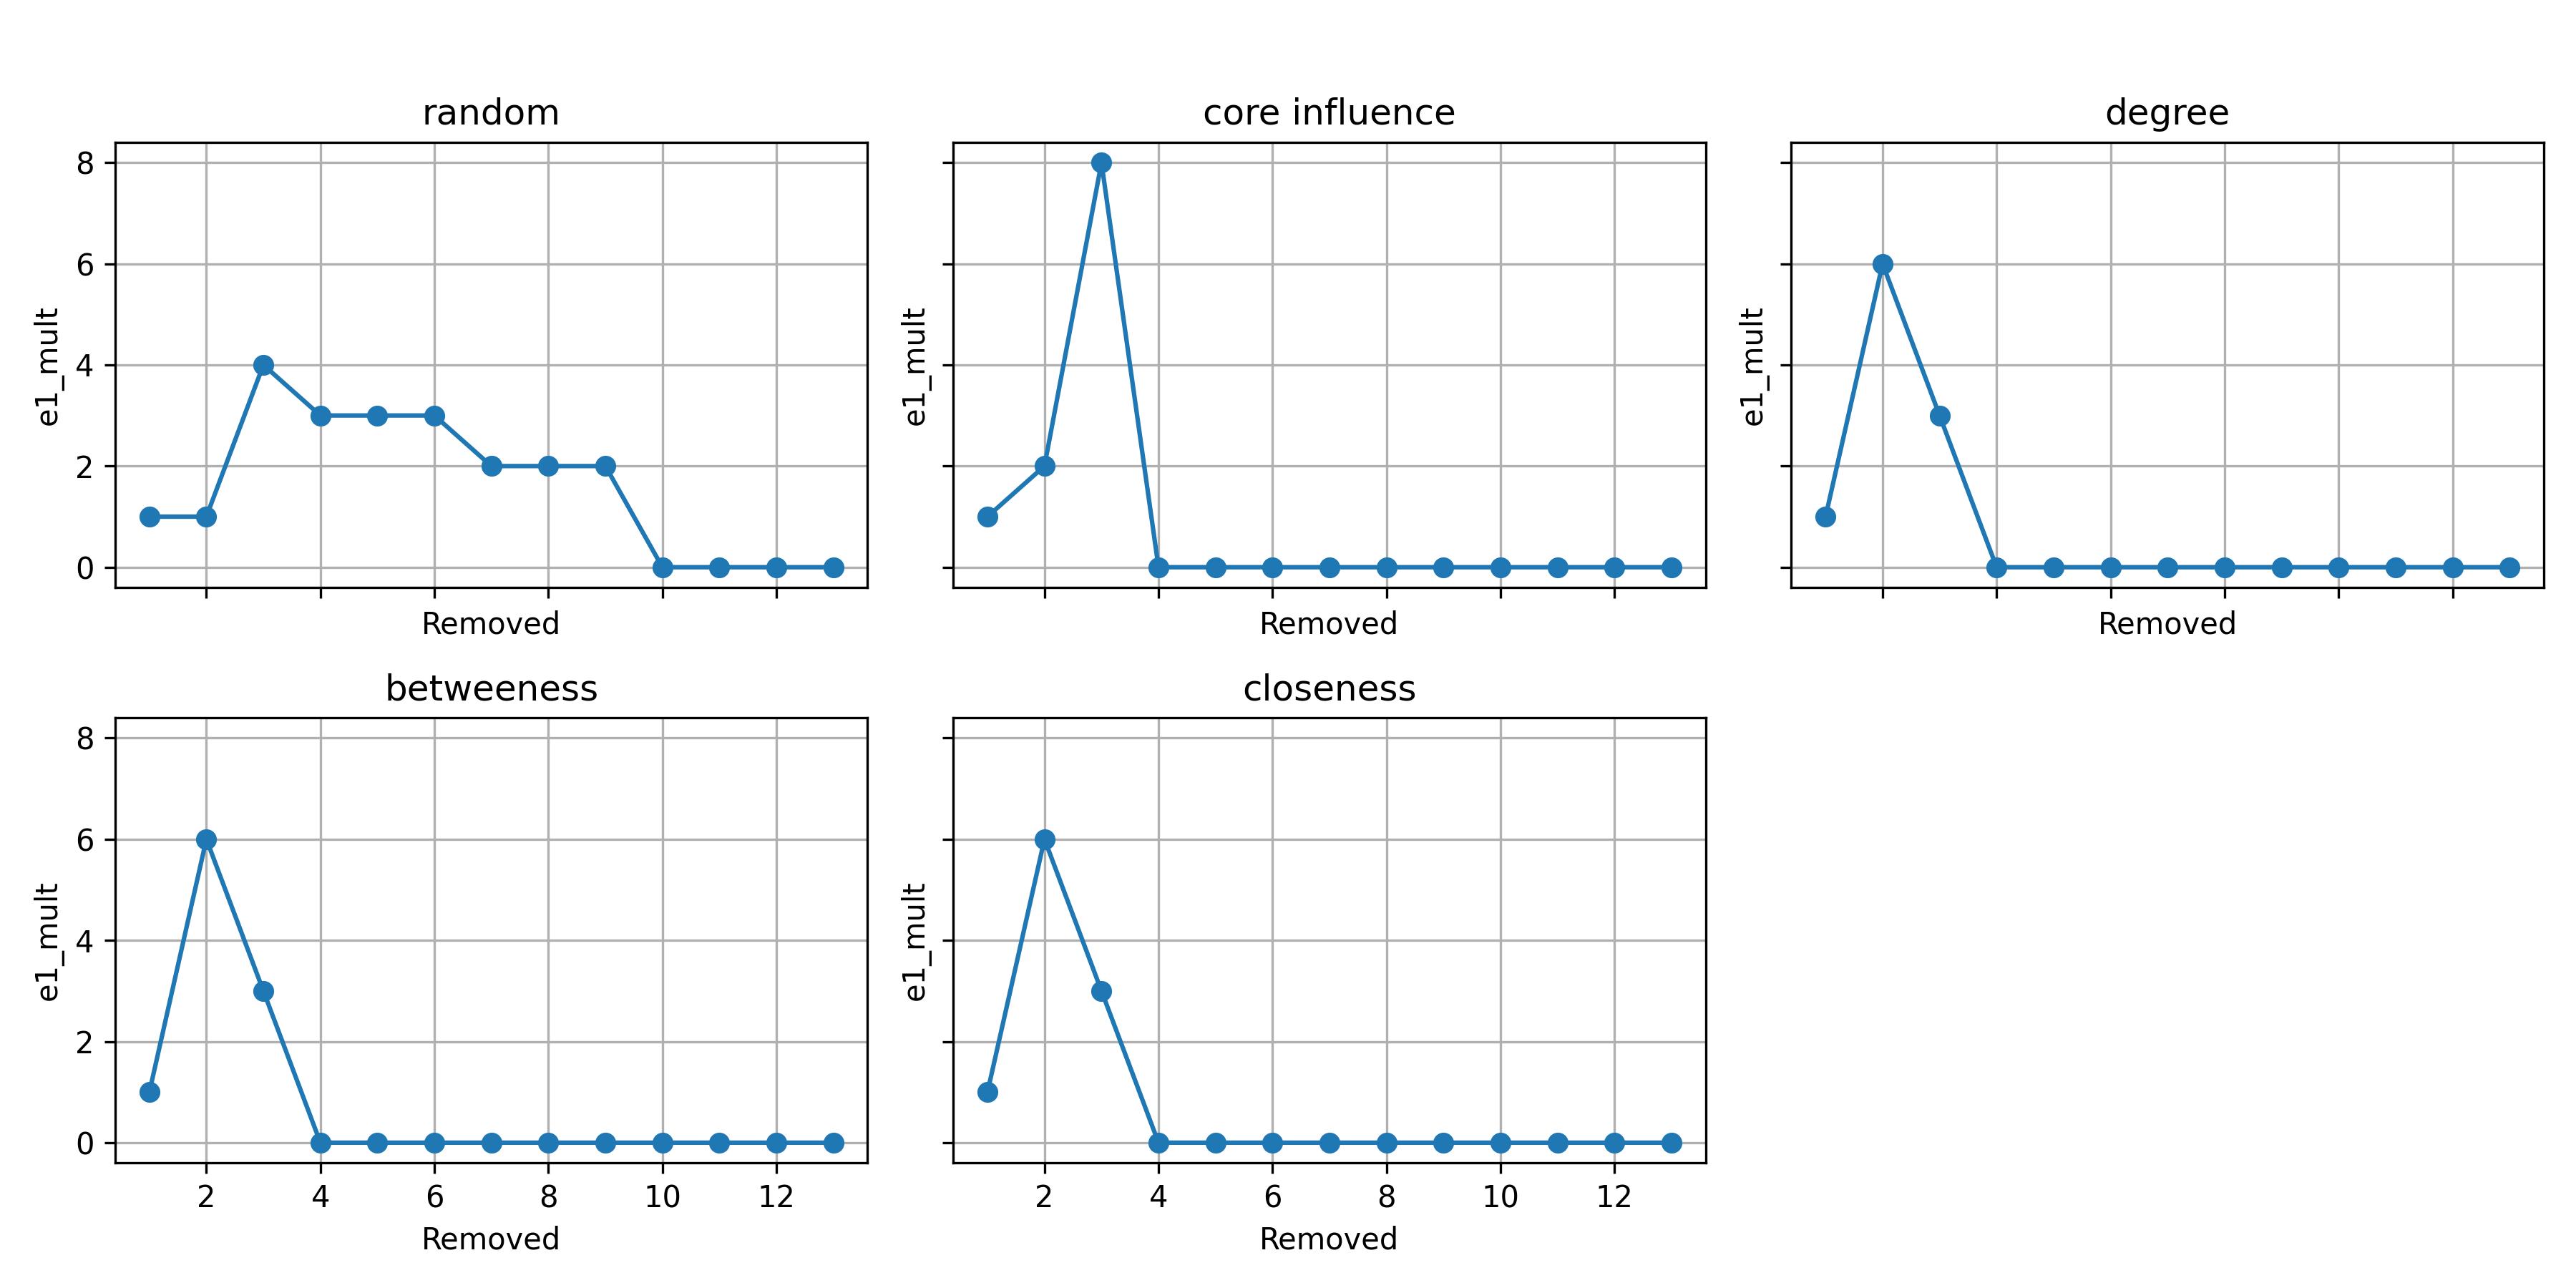 random
core influence
degree
8
6
4
2
0
e1_mult
e1_mult
e1_mult
Removed
Removed
Removed
betweeness
closeness
8
6
4
2
0
e1_mult
e1_mult
2 4 6 8 10 12
2 4 6 8 10 12
Removed
Removed